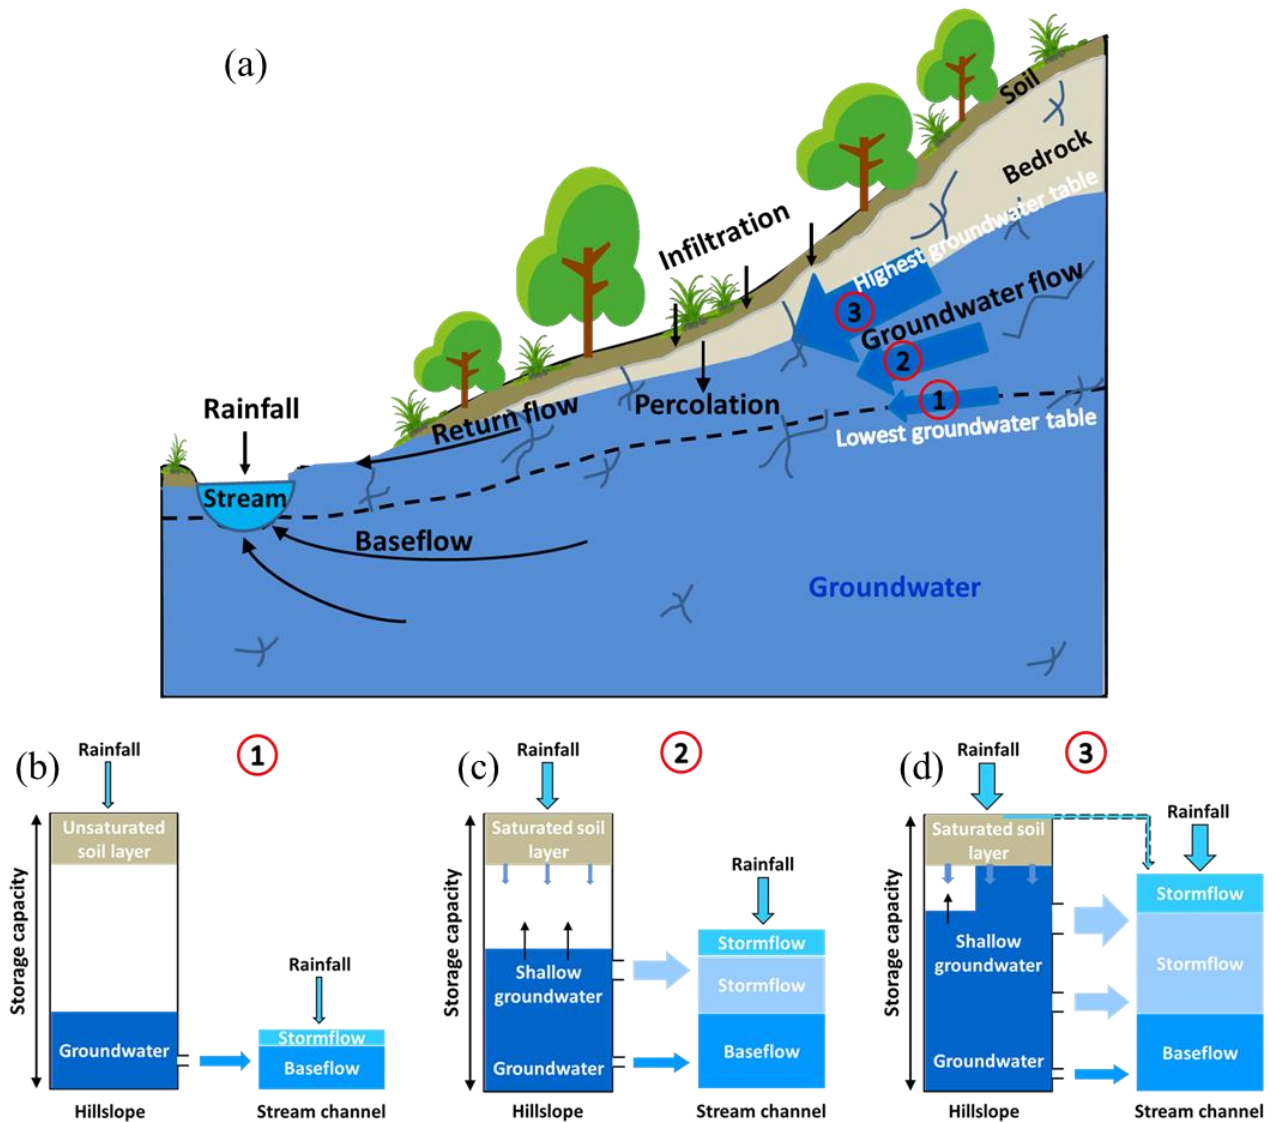 (a)
Soil
Bedrock
Highest groundwater table
Infiltration
Groundwater flow
3
2
1
Rainfall
Return flow
Percolation
Lowest groundwater table
Stream
Baseflow
Groundwater
(b)
Rainfall
1
Unsaturated
soil layer
Storage capacity
Groundwater
Rainfall
Stormflow
Baseflow
Hillslope
Stream channel
(c)
Rainfall
2
Saturated soil
layer
Storage capacity
Shallow
groundwater
Groundwater
Rainfall
Stormflow
Stormflow
Baseflow
Hillslope
Stream channel
(d)
Rainfall
3
Saturated soil
layer
Storage capacity
Shallow
groundwater
Groundwater
Rainfall
Stormflow
Stormflow
Baseflow
Hillslope
Stream channel